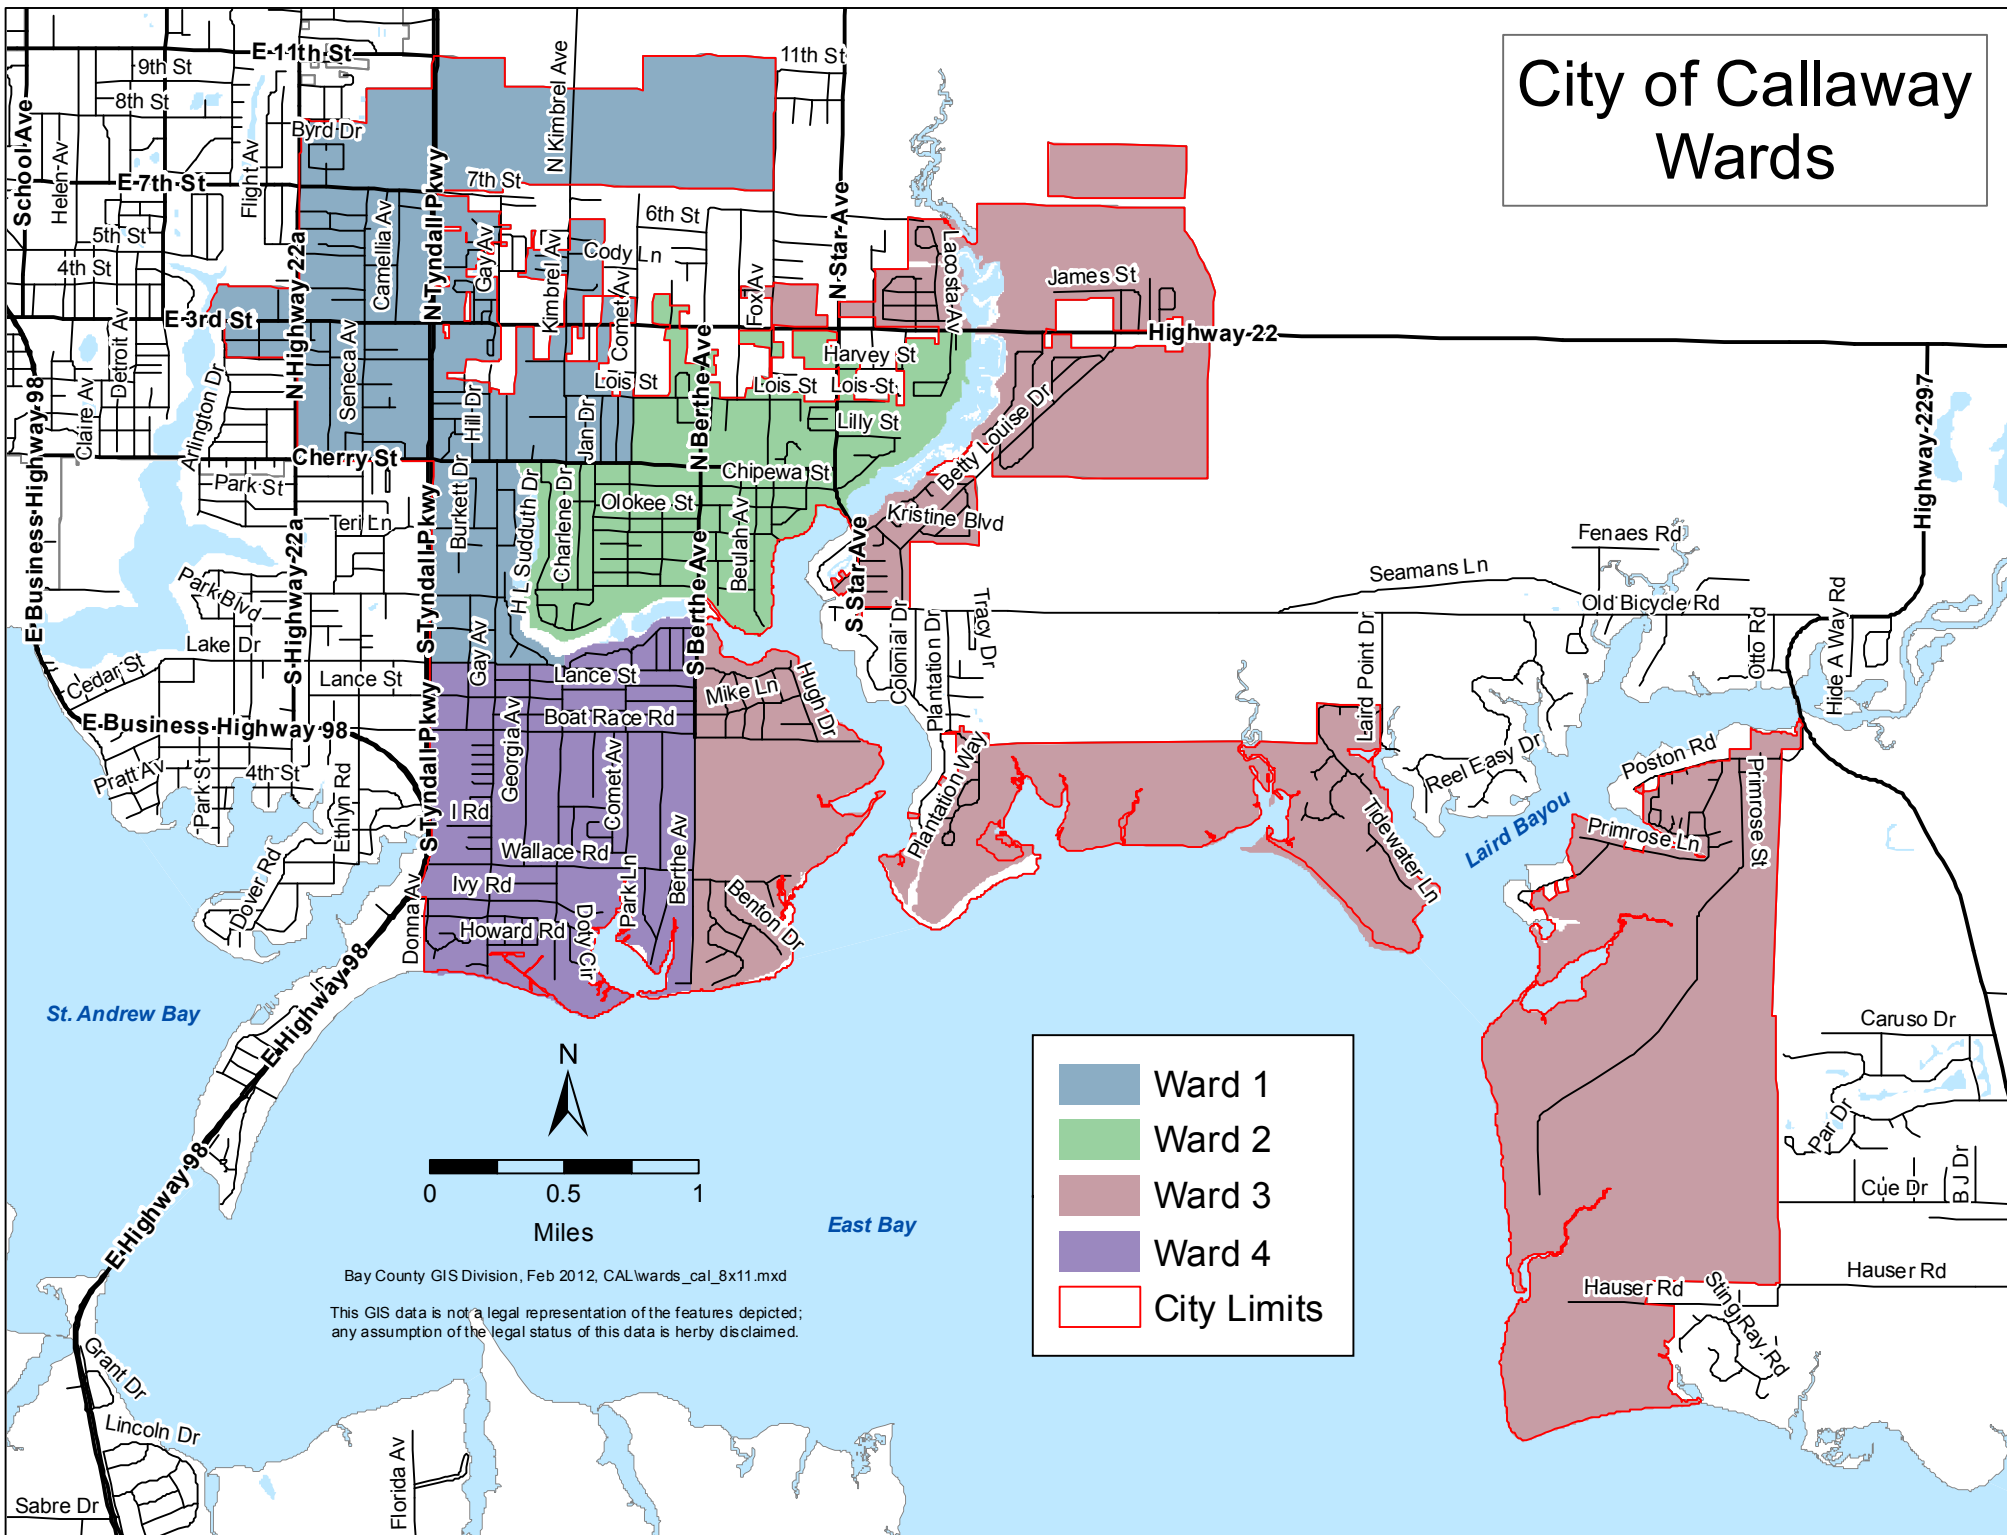 City of Callaway
Wards
E 11th St
11th St
9th St
8th St
N Kimbrel Ave
School Ave
Helen Av
Flight Av
Byrd Dr
E 7th St
7th St
6th St
5th St
4th St
Camellia Av
N Tyndall Pkwy
N Highway 22a
Gay Av
Kimbrel Av
Cody Ln
Comet Av
Fox Av
N Star Ave
Lacosta Av
James St
E 3rd St
Highway 22
Detroit Av
Claire Av
Arlington Dr
Seneca Av
Hill Dr
Jan Dr
Lois St
N Berthe Ave
Lois St
Lois St
Harvey St
Lilly St
Betty Louise Dr
E Business Highway 98
Highway 2297
Cherry St
Park St
Teri Ln
Burkett Dr
H L Sudduth Dr
Charlene Dr
Chipewa St
Olokee St
Beulah Av
Kristine Blvd
S Star Ave
Fenaes Rd
Seamans Ln
Old Bicycle Rd
Park Blvd
Lake Dr
Cedar St
Lance St
S Highway 22a
S Tyndall Pkwy
Gay Av
S Berthe Ave
Lance St
Mike Ln
Hugh Dr
Colonial Dr
Plantation Dr
Tracy Dr
Laird Point Dr
Otto Rd
Hide A Way Rd
E Business Highway 98
Boat Race Rd
Georgia Av
Comet Av
Pratt Av
Park St
4th St
Ethlyn Rd
S Tyndall Pkwy
I Rd
Wallace Rd
Plantation Way
Reel Easy Dr
Poston Rd
Primrose St
Primrose Ln
Laird Bayou
Tidewater Ln
Dover Rd
Donna Av
Ivy Rd
Howard Rd
Doty Cir
Park Ln
Berthe Av
Benton Dr
St. Andrew Bay
E Highway 98
Caruso Dr
N
Ward 1
Ward 2
Ward 3
Ward 4
City Limits
0 0.5 1
Miles
East Bay
Par Dr
Cue Dr
B J Dr
E Highway 98
Bay County GIS Division, Feb 2012, CAL\wards_cal_8x11.mxd
This GIS data is not a legal representation of the features depicted;
any assumption of the legal status of this data is herby disclaimed.
Hauser Rd
Hauser Rd
Sting Ray Rd
Grant Dr
Lincoln Dr
Florida Av
Sabre Dr